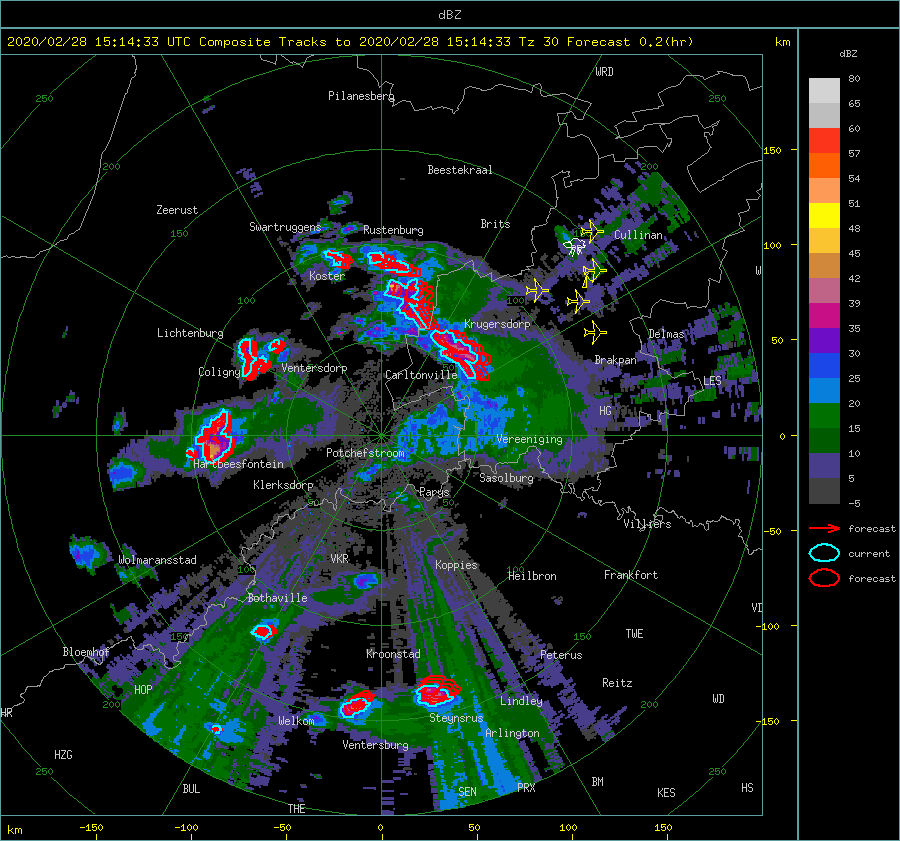 dBZ
2020/02/28 15:14:33 UTC Composite Tracks to 2020/02/28 15:14:33 Tz 30 Forecast 0.2(hr)
km
dBZ
WRD
80
250
Pilanesberg
250
65
60
150
57
200
Beestekraal
200
54
Zeerust
51
Swartruggens
Rustenburg
Brits
150
Cullinan
48
100
45
Koster
W
42
100
100
39
Krugersdorp
35
Lichtenburg
Delmas
50
30
Brakpan
Coligny
Ventersdorp
Carltonville
LES
25
20
HG
15
Vereeniging
0
10
Potchefstroom
Hartbeesfontein
5
Klerksdorp
Sasolburg
Parys
-5
50
50
Villiers
forecast
-50
current
VKR
Wolmaransstad
Koppies
100
100
Heilbron
Frankfort
forecast
Bothaville
VI
-100
150
150
TWE
Bloemhof
Kroonstad
Peterus
HOP
Reitz
WD
200
Lindley
200
HR
Welkom
Steynsrus
-150
Arlington
Ventersburg
HZG
250
250
BM
BUL
PRX
HS
SEN
KES
THE
km
-150
-100
-50
0
50
100
150